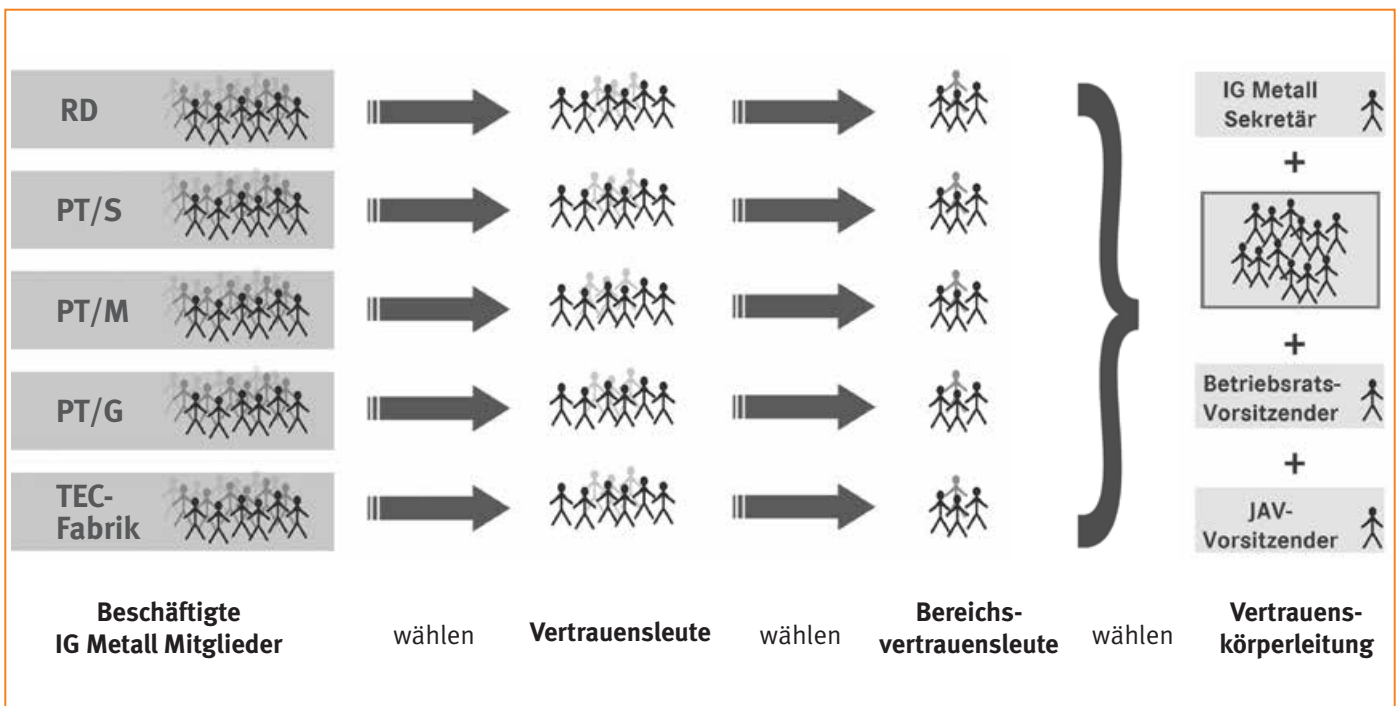 RD
PT/S
PT/M
PT/G
TEC-
Fabrik
IG Metall
Sekretär
+
+
Betriebsrats-
Vorsitzender
+
JAV-
Vorsitzender
Beschäftigte
IG Metall Mitglieder
wählen
Vertrauensleute
wählen
Bereichs-
vertrauensleute
wählen
Vertrauens-
körperleitung